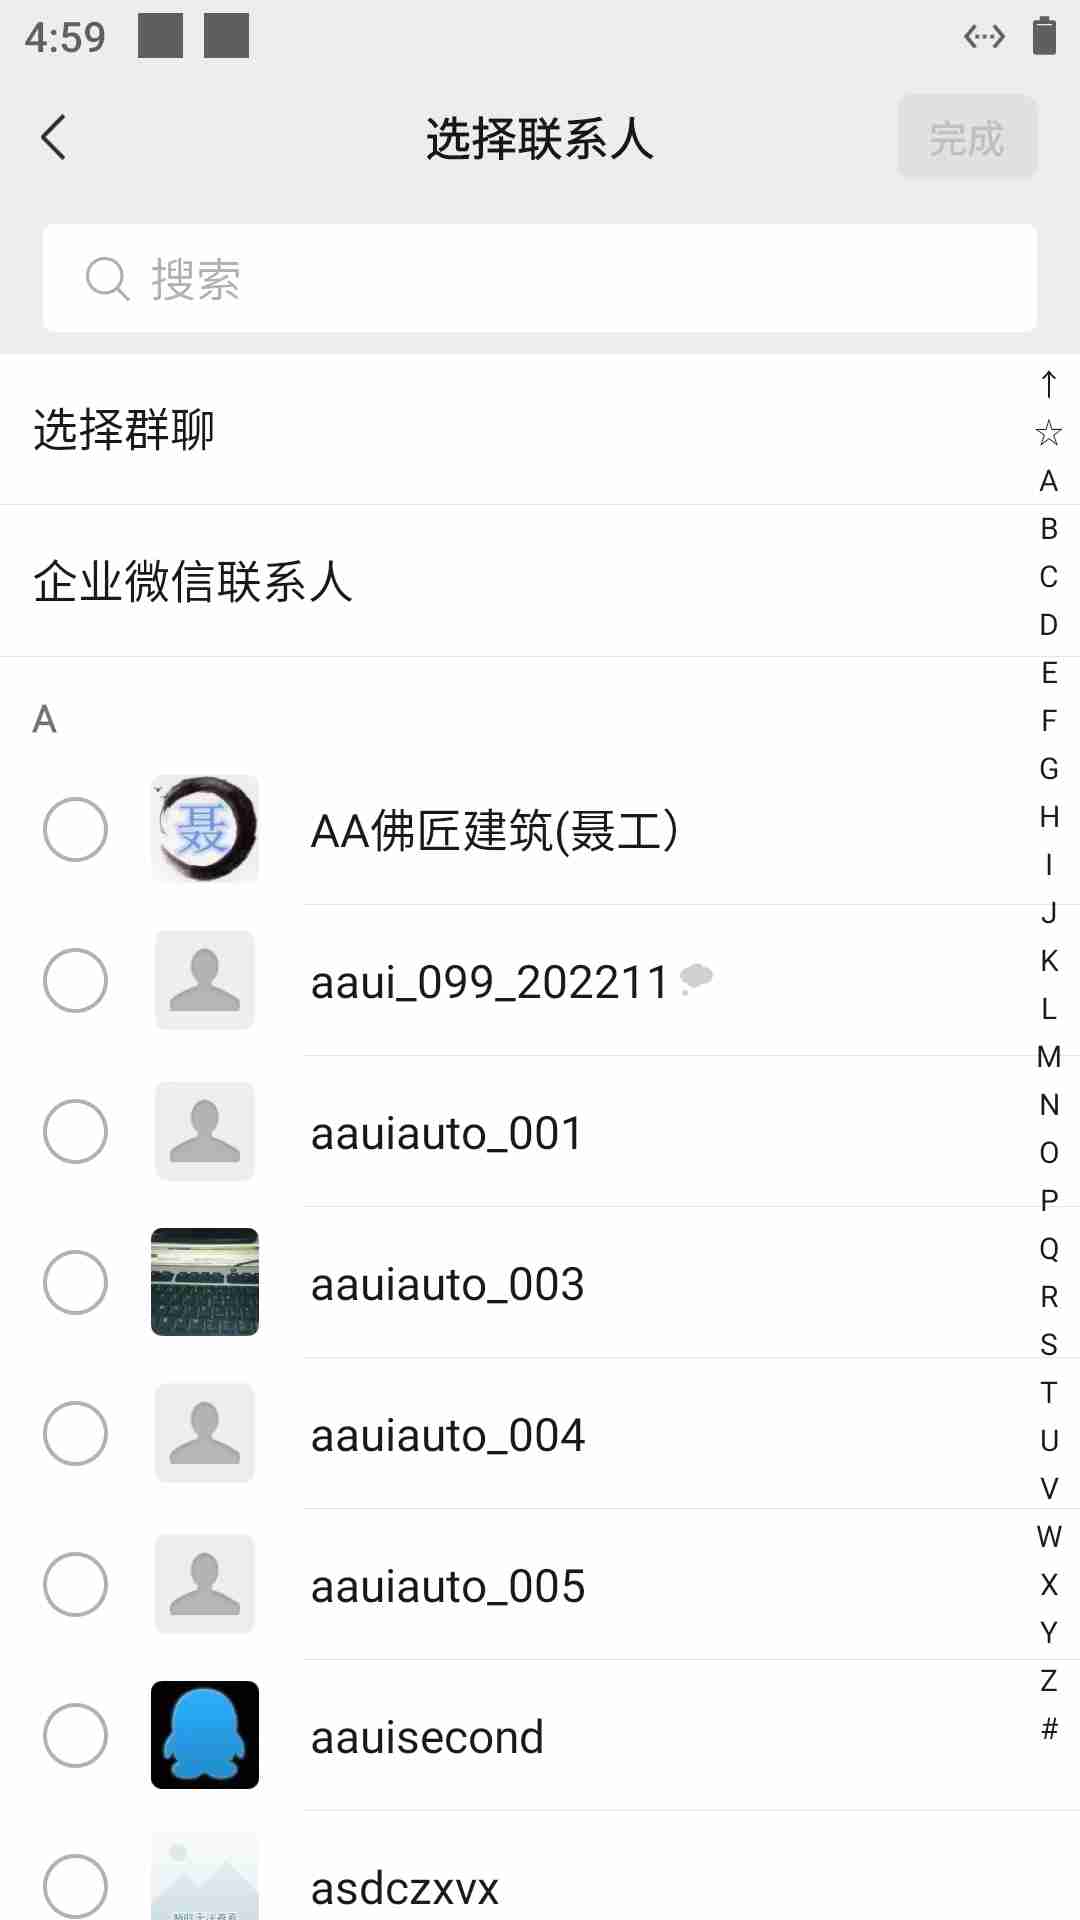 4:59
选择联系人
完成
搜索
选择群聊
企业微信联系人
A
聂
AA佛匠建筑(聂工）
aaui_099_202211
aauiauto_001
aauiauto_003
aauiauto_004
aauiauto_005
aauisecond
asdczxvx
↑
☆
A
B
C
D
E
F
G
H
I
J
K
L
M
N
O
P
Q
R
S
T
U
V
W
X
Y
Z
#